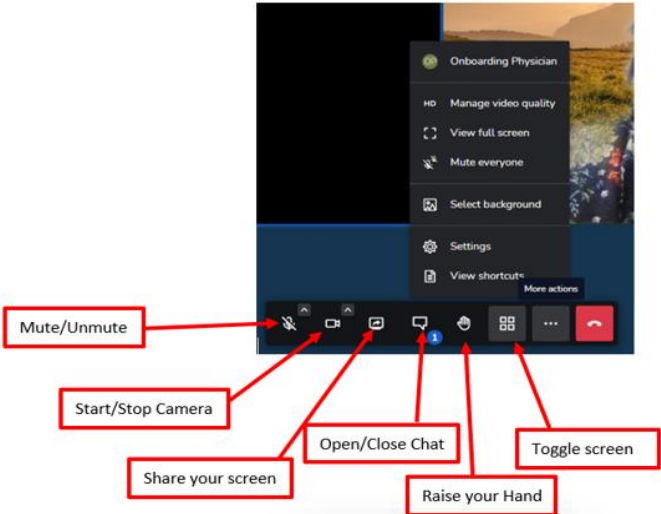 OP Onboarding Physician
HD Manage video quality
View full screen
Mute everyone
Select background
Settings
View shortcuts
More actions
1
Mute/Unmute
Start/Stop Camera
Open/Close Chat
Toggle screen
Share your screen
Raise your Hand